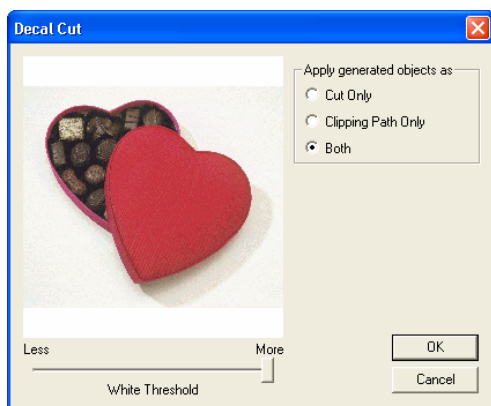 Decal Cut
Apply generated objects as
Cut Only
Clipping Path Only
Both
Less
More
White Threshold
OK
Cancel